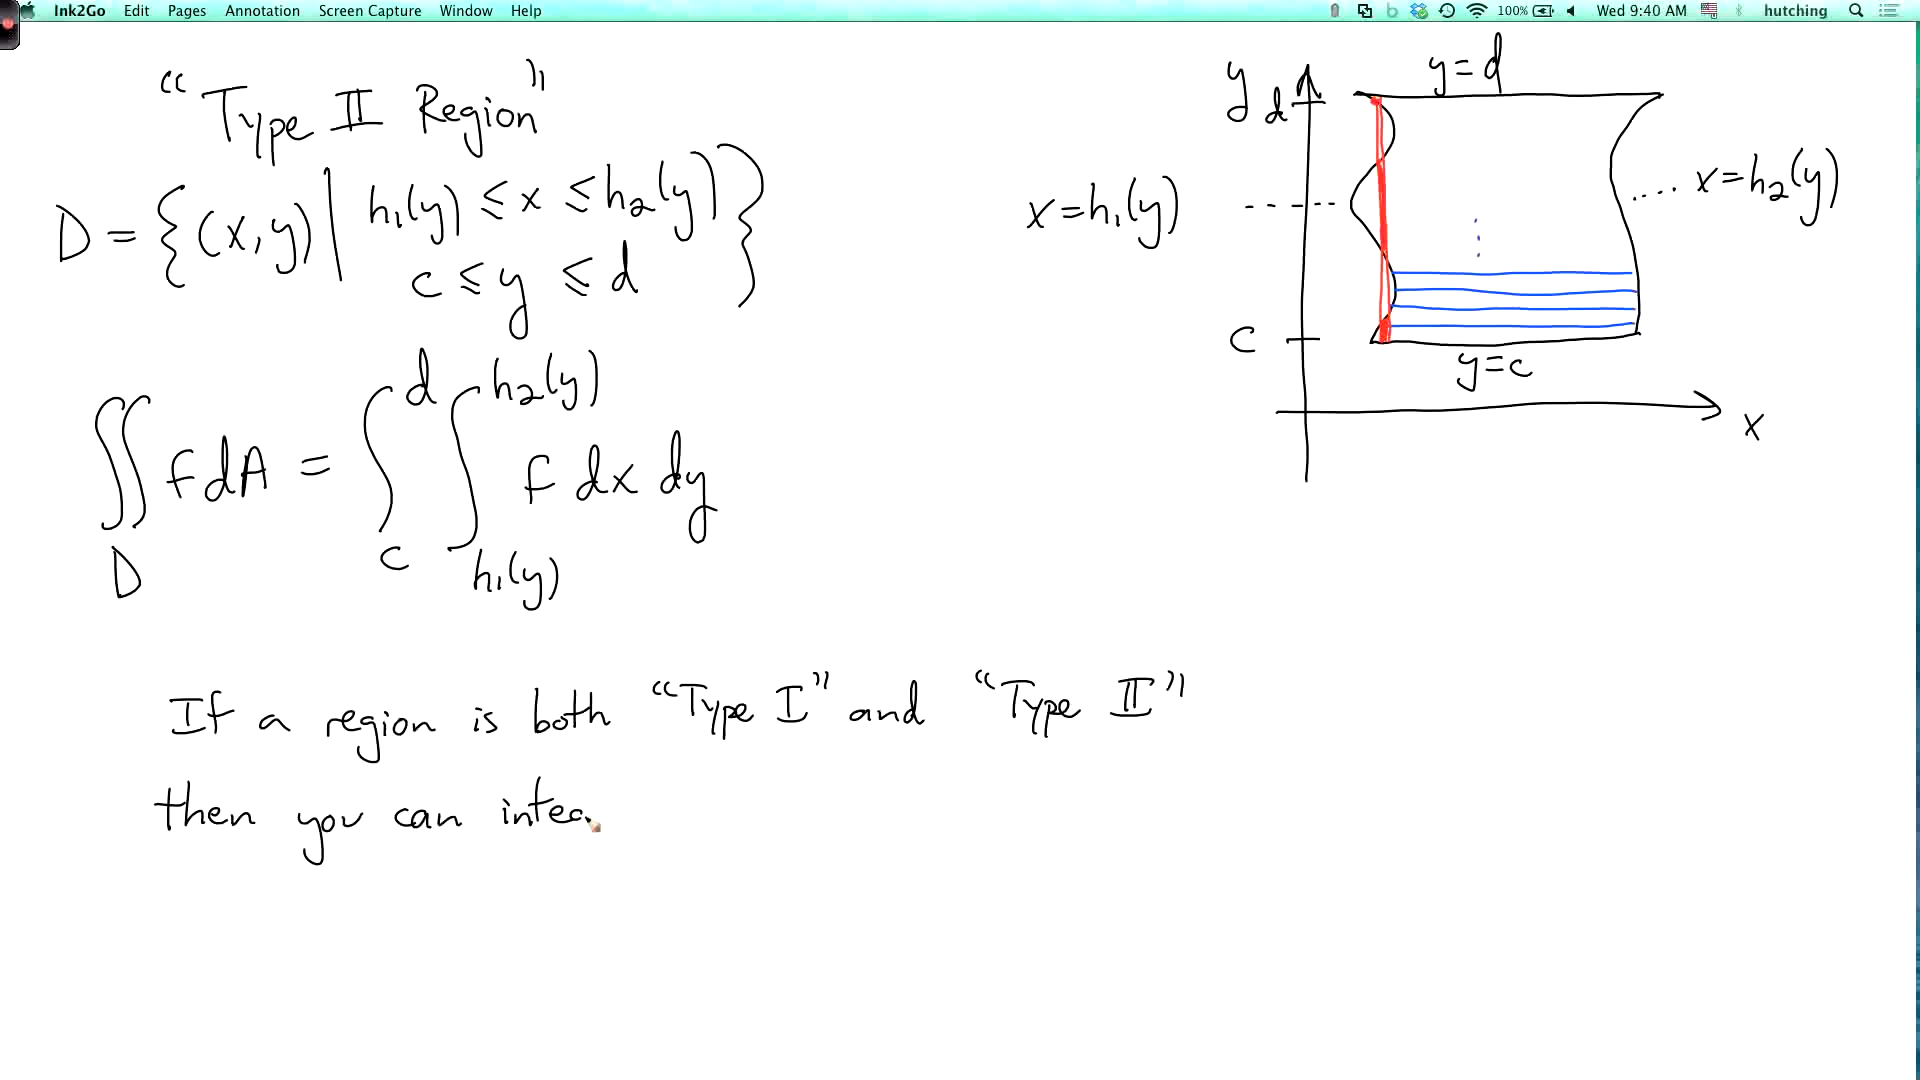 Ink2Go Edit Pages Annotation Screen Capture Window Help 100% Wed 9:40 AM hutching
"Type II Region"
D = {(x,y) | h₁(y) ≤ x ≤ h₂(y)
c ≤ y ≤ d}
∬_D f dA = ∫_c^d ∫_{h₁(y)}^{h₂(y)} f dx dy
If a region is both "Type I" and "Type II"
then you can integ
y
d
y=d
x=h₁(y)
x=h₂(y)
c
y=c
x